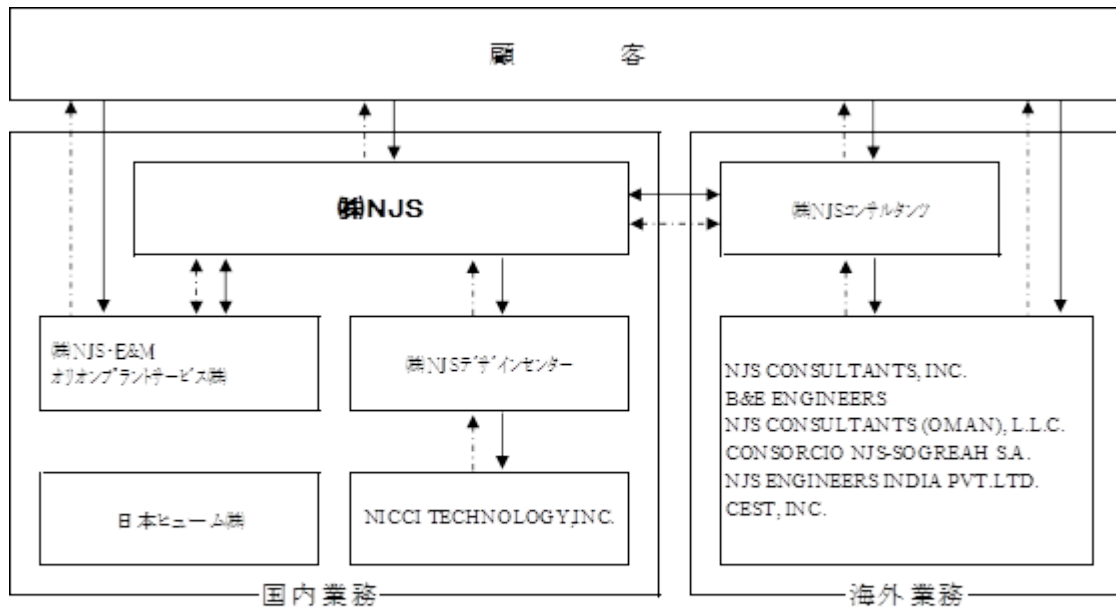 顧客
㈱NJS
㈱NJSコンサルタンツ
㈱NJS・E&M
オリオンプラントサービス㈱
㈱NJSデザインセンター
NJS CONSULTANTS, INC.
B&E ENGINEERS
NJS CONSULTANTS (OMAN), L.L.C.
CONSORCIO NJS-SOGREAH S.A.
NJS ENGINEERS INDIA PVT.LTD.
CEST, INC.
日本ヒューム㈱
NICCI TECHNOLOGY,INC.
国内業務
海外業務